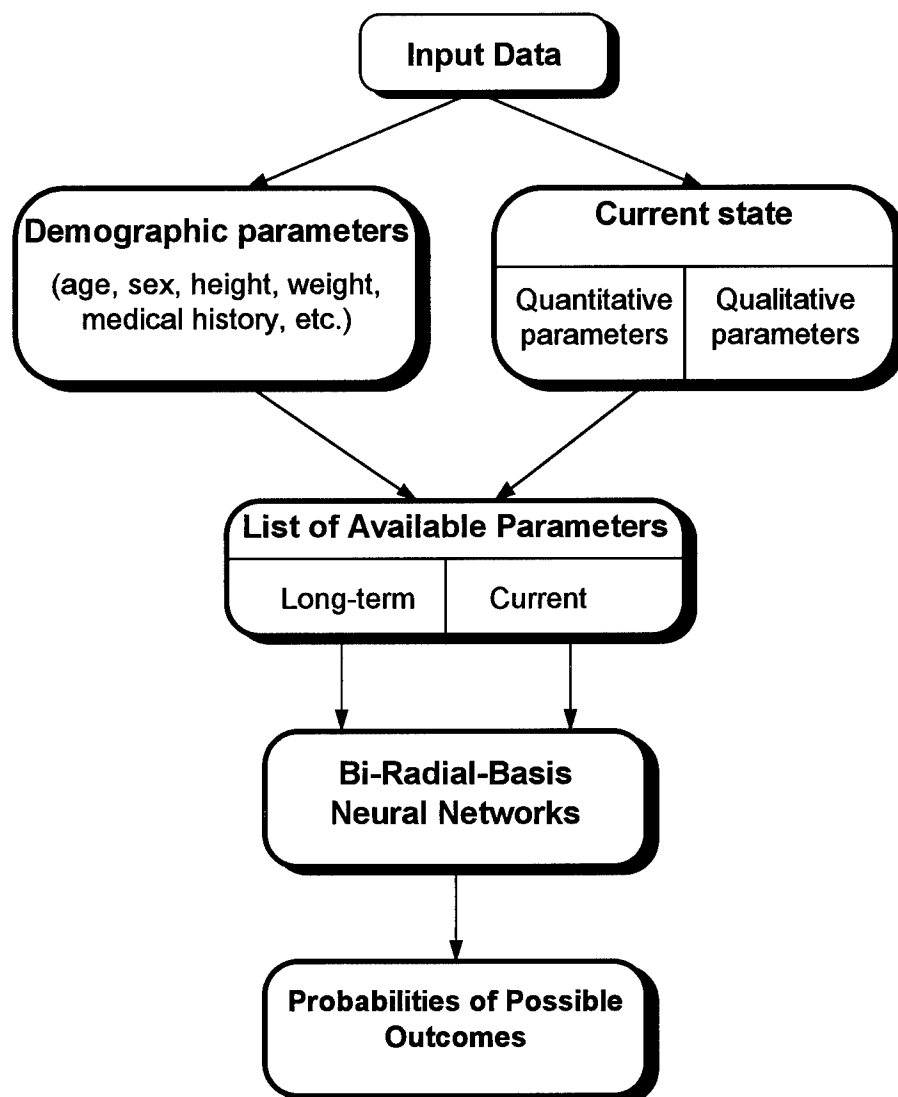 Input Data
Demographic parameters
(age, sex, height, weight,
medical history, etc.)
Current state
Quantitative
parameters
Qualitative
parameters
List of Available Parameters
Long-term
Current
Bi-Radial-Basis
Neural Networks
Probabilities of Possible
Outcomes